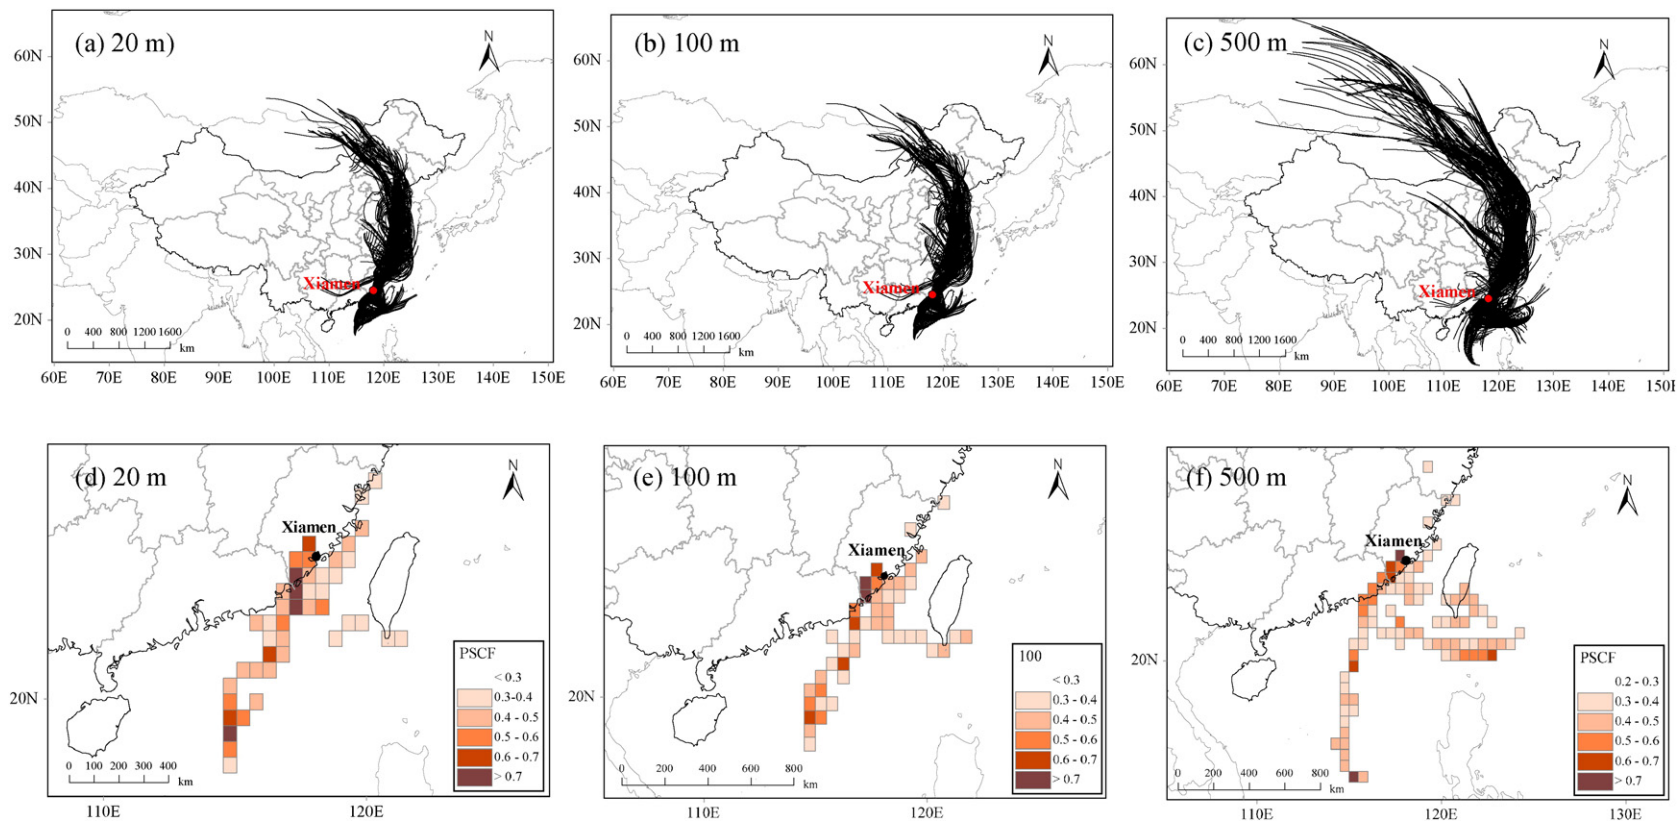 (a) 20 m)
N
60N
50N
40N
30N
20N
Xiamen
0 400 800 1200 1600
km
60E 70E 80E 90E 100E 110E 120E 130E 140E 150E
(b) 100 m
N
60N
50N
40N
30N
20N
Xiamen
0 400 800 1200 1600
km
60E 70E 80E 90E 100E 110E 120E 130E 140E 150E
(c) 500 m
N
60N
50N
40N
30N
20N
Xiamen
0 400 800 1200 1600
km
60E 70E 80E 90E 100E 110E 120E 130E 140E 150E
(d) 20 m
N
Xiamen
20N
PSCF
< 0.3
0.3-0.4
0.4 - 0.5
0.5 - 0.6
0.6 - 0.7
> 0.7
0 100 200 300 400
km
110E 120E
(e) 100 m
N
Xiamen
20N
100
< 0.3
0.3 - 0.4
0.4 - 0.5
0.5 - 0.6
0.6 - 0.7
> 0.7
0 200 400 600 800
km
110E 120E
(f) 500 m
N
Xiamen
20N
PSCF
0.2 - 0.3
0.3 - 0.4
0.4 - 0.5
0.5 - 0.6
0.6 - 0.7
> 0.7
0 200 400 600 800
km
110E 120E 130E